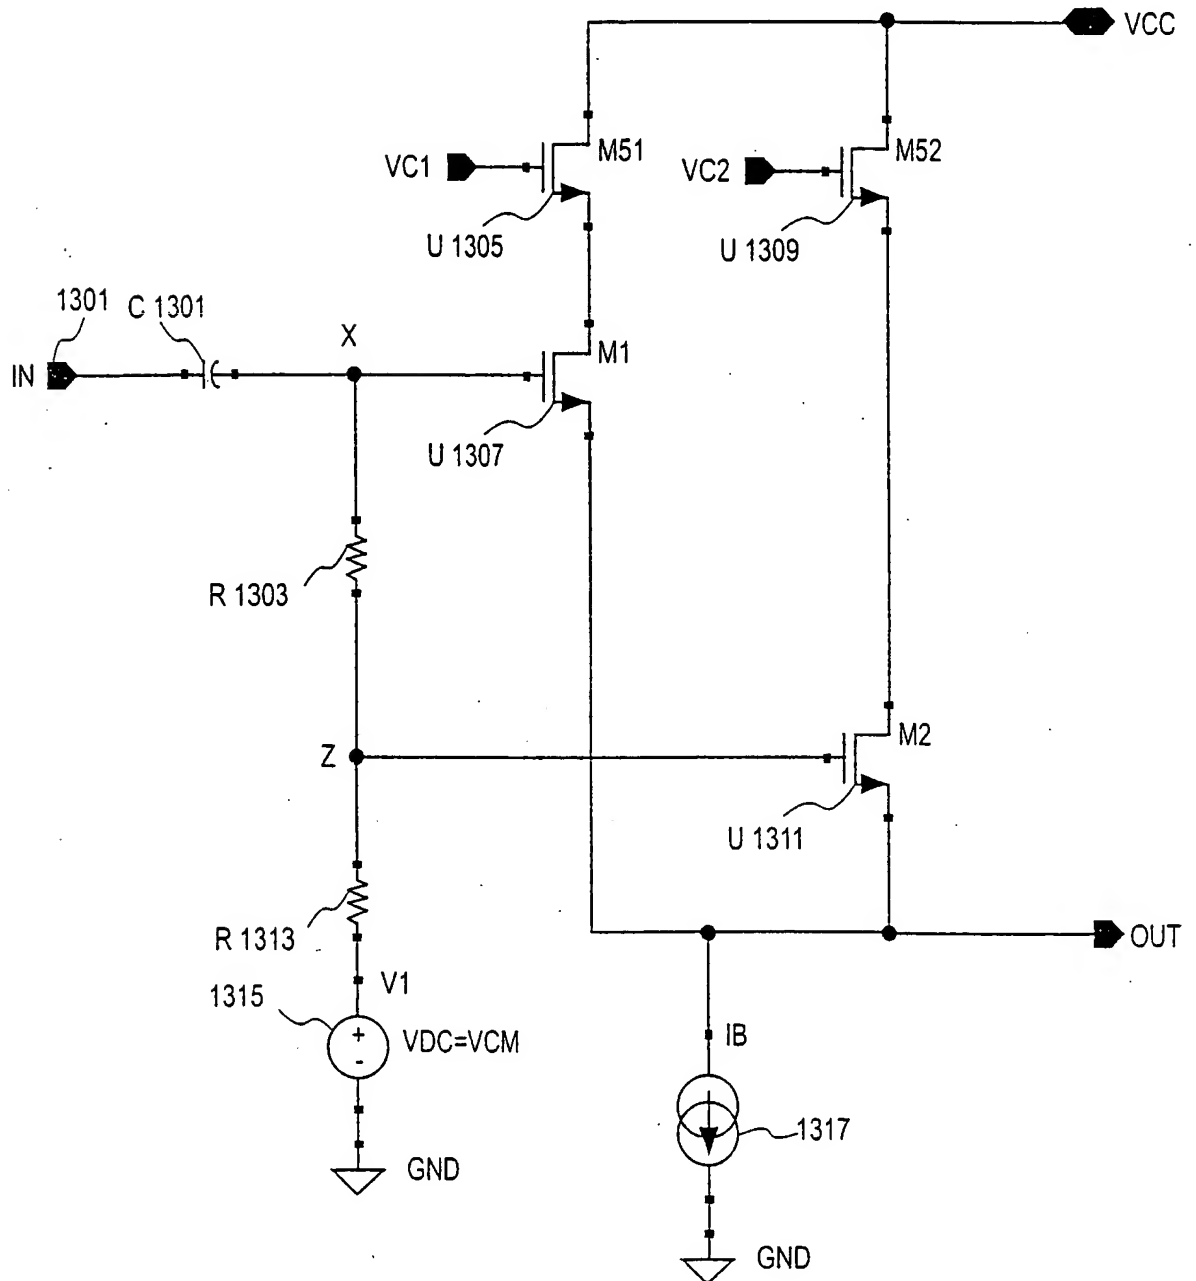 VCC
M51
M52
VC1
VC2
U 1305
U 1309
1301
C 1301
X
M1
IN
U 1307
R 1303
M2
Z
U 1311
R 1313
OUT
V1
1315
VDC=VCM
+
-
IB
1317
GND
GND